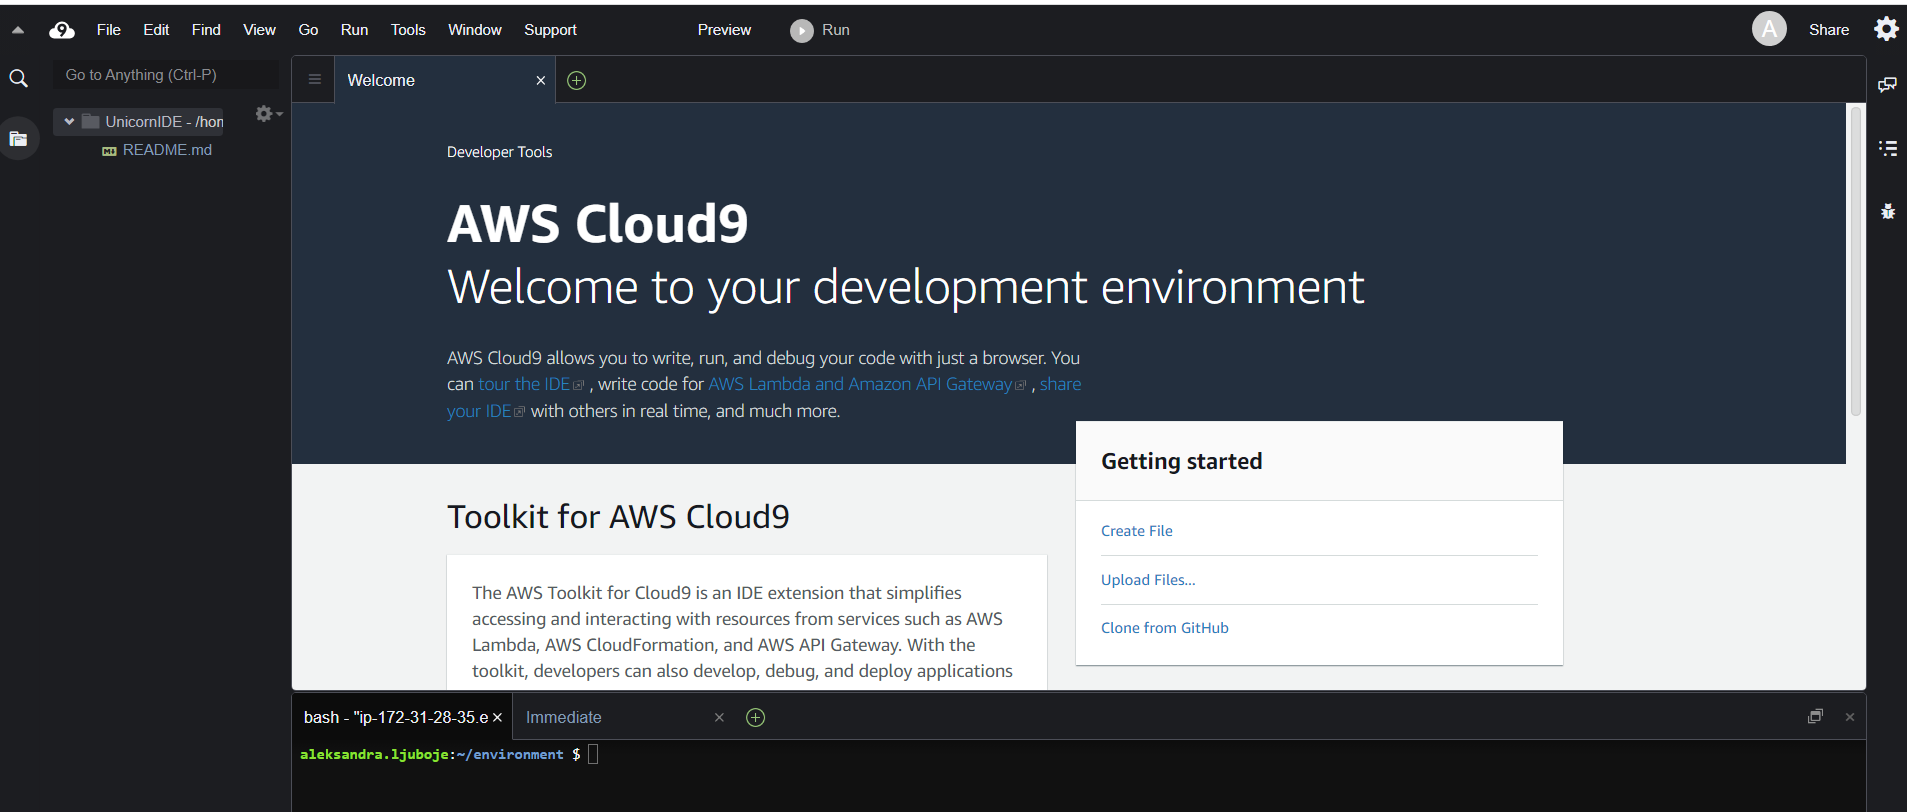 9 File Edit Find View Go Run Tools Window Support Preview Run A Share
Go to Anything (Ctrl-P)
UnicornIDE - /hom
README.md
Welcome
Developer Tools
AWS Cloud9
Welcome to your development environment
AWS Cloud9 allows you to write, run, and debug your code with just a browser. You
can tour the IDE , write code for AWS Lambda and Amazon API Gateway , share
your IDE with others in real time, and much more.
Getting started
Create File
Upload Files...
Clone from GitHub
Toolkit for AWS Cloud9
The AWS Toolkit for Cloud9 is an IDE extension that simplifies
accessing and interacting with resources from services such as AWS
Lambda, AWS CloudFormation, and AWS API Gateway. With the
toolkit, developers can also develop, debug, and deploy applications
bash - "ip-172-31-28-35.e Immediate
aleksandra.ljuboje:~/environment $